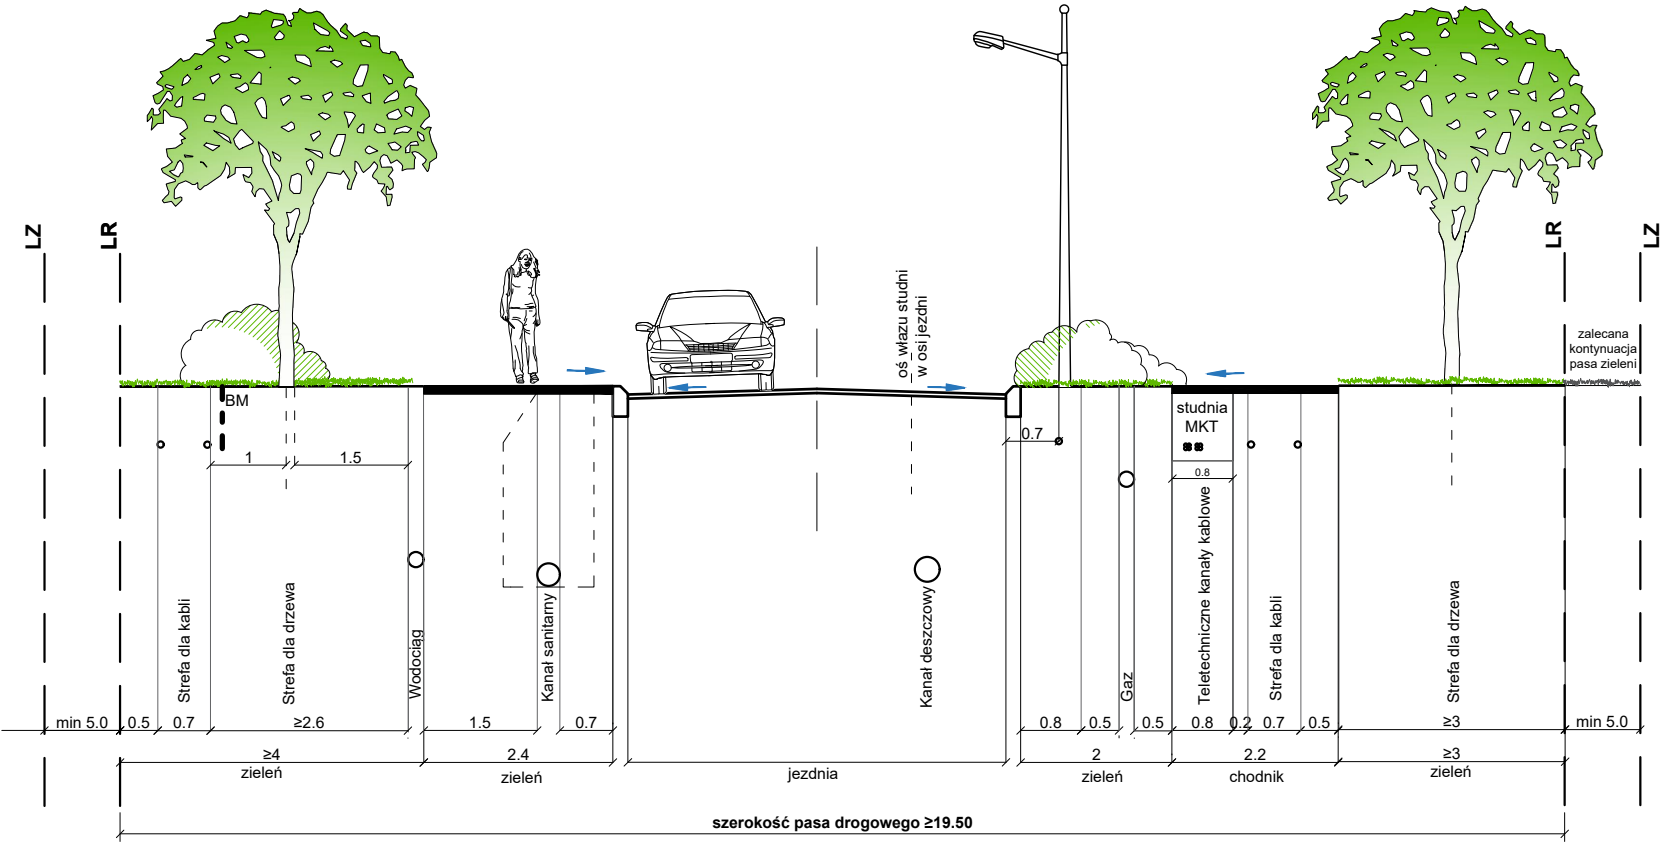 LZ
LR
LR
LZ
oś włazu studni
w osi jezdni
zalecana
kontynuacja
pasa zieleni
BM
studnia
MKT
0.7
1
1.5
0.8
Strefa dla kabli
Strefa dla drzewa
Wodociąg
Kanał sanitarny
Kanał deszczowy
Gaz
Teletechniczne kanały kablowe
Strefa dla kabli
Strefa dla drzewa
min 5.0
0.5
0.7
≥2.6
1.5
0.7
0.8
0.5
0.5
0.8
0.2
0.7
0.5
≥3
min 5.0
≥4
2.4
2
2.2
≥3
zieleń
zieleń
jezdnia
zieleń
chodnik
zieleń
szerokość pasa drogowego ≥19.50